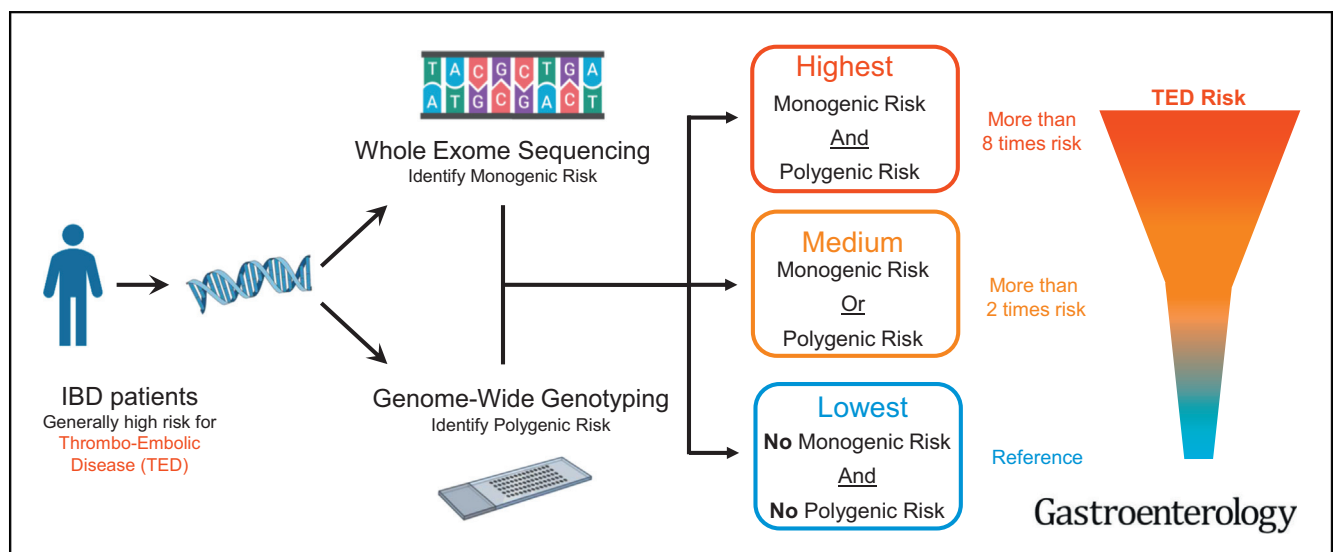 TACGCTGA
ATGCGACT
Whole Exome Sequencing
Identify Monogenic Risk
IBD patients
Generally high risk for
Thrombo-Embolic
Disease (TED)
Genome-Wide Genotyping
Identify Polygenic Risk
Highest
Monogenic Risk
And
Polygenic Risk
More than
8 times risk
Medium
Monogenic Risk
Or
Polygenic Risk
More than
2 times risk
Lowest
No Monogenic Risk
And
No Polygenic Risk
Reference
TED Risk
Gastroenterology